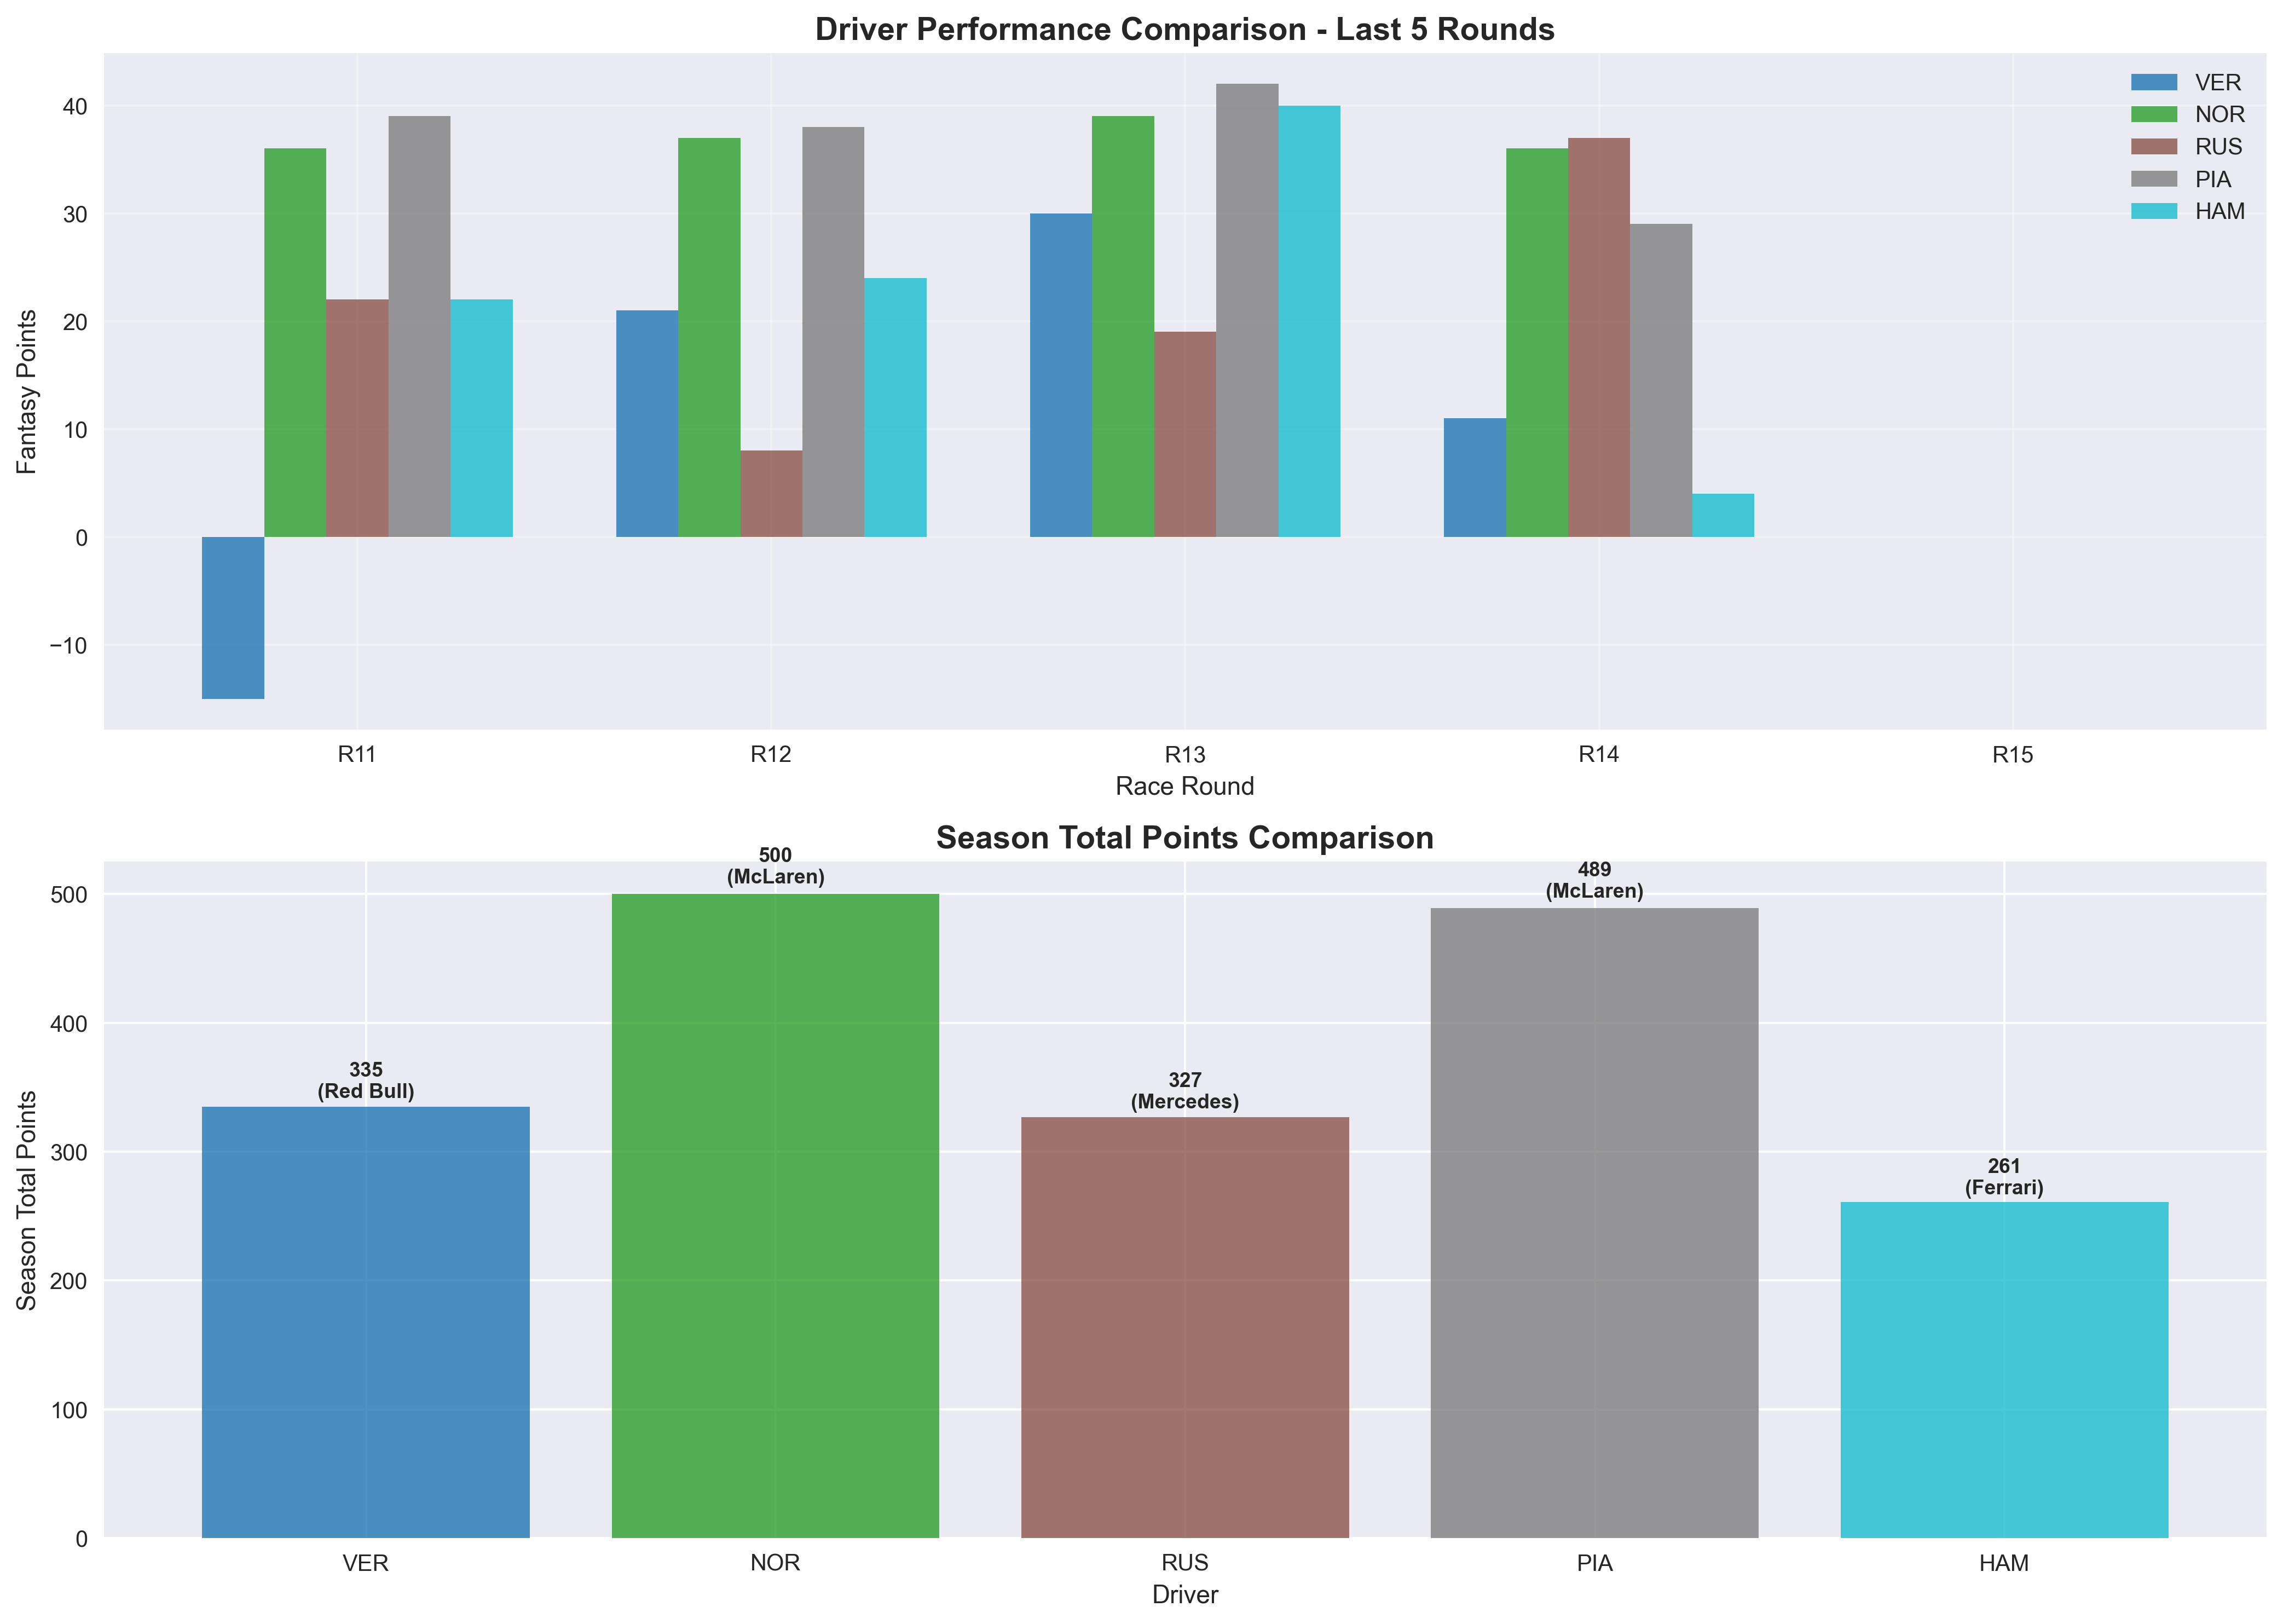 Driver Performance Comparison - Last 5 Rounds
VER
NOR
RUS
PIA
HAM
Fantasy Points
40
30
20
10
0
−10
R11 R12 R13 R14 R15
Race Round
Season Total Points Comparison
Season Total Points
500
400
300
200
100
0
335
(Red Bull)
500
(McLaren)
327
(Mercedes)
489
(McLaren)
261
(Ferrari)
VER NOR RUS PIA HAM
Driver